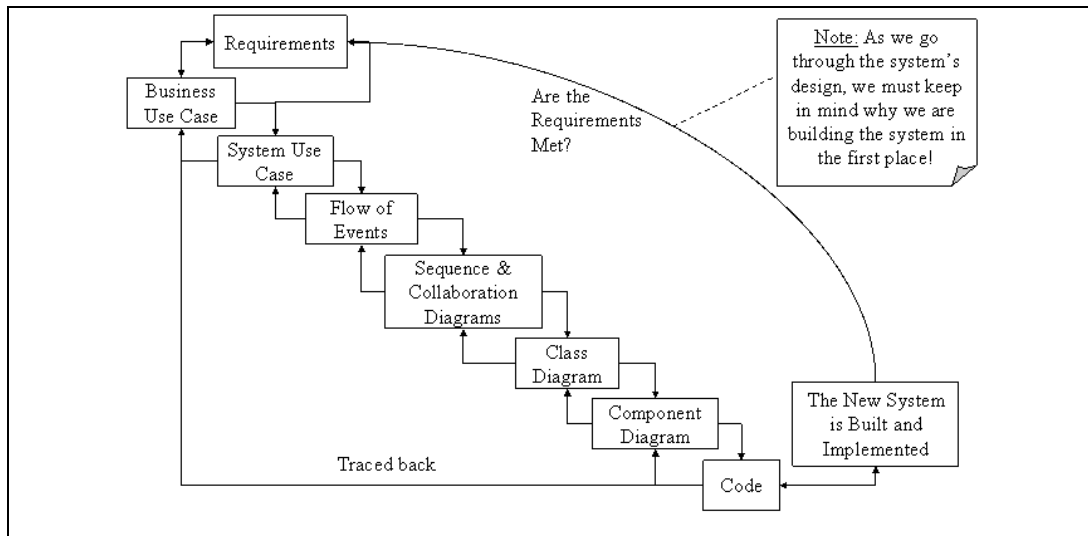 Requirements
Business
Use Case
System Use
Case
Flow of
Events
Sequence &
Collaboration
Diagrams
Class
Diagram
Component
Diagram
Code
Traced back
Are the
Requirements
Met?
Note: As we go
through the system's
design, we must keep
in mind why we are
building the system in
the first place!
The New System
is Built and
Implemented